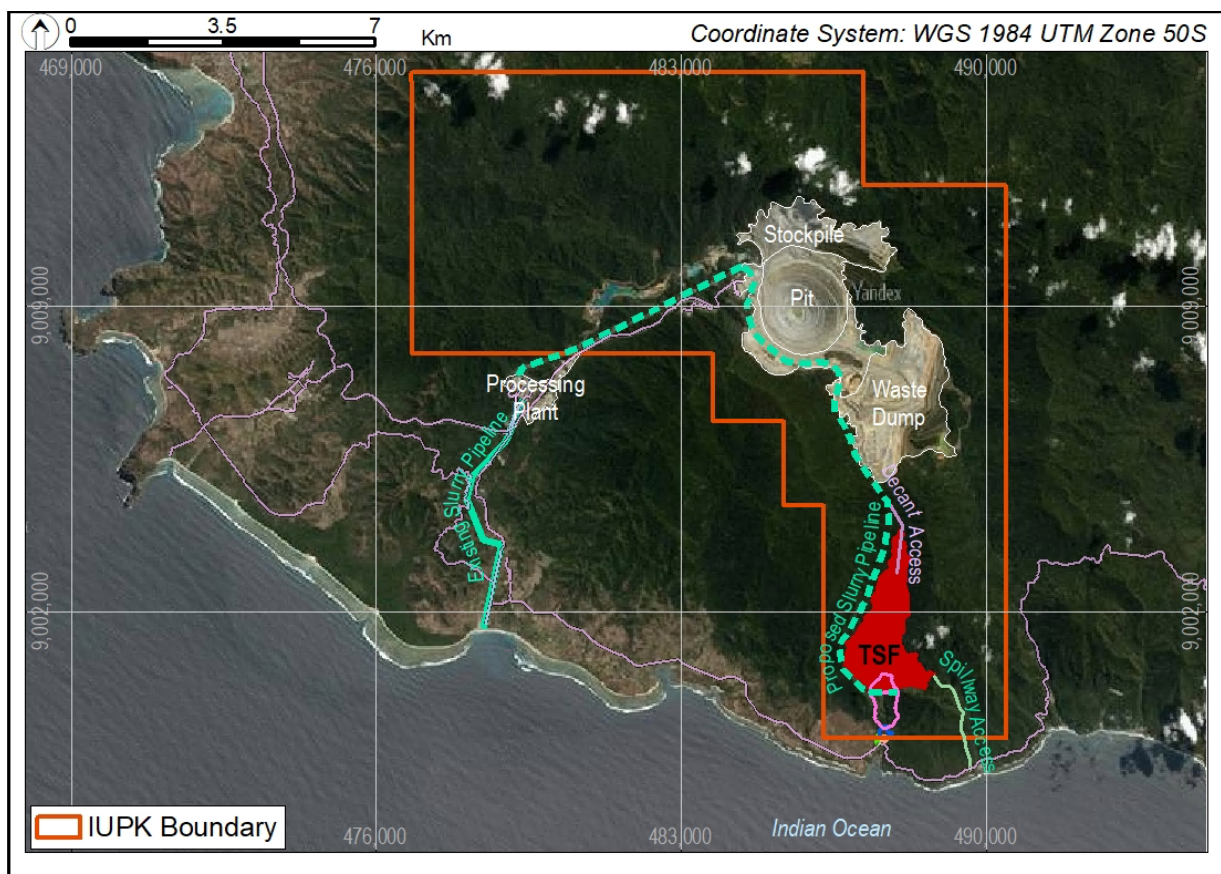 0 3.5 7
Km
Coordinate System: WGS 1984 UTM Zone 50S
469,000 476,000 483,000 490,000
Stockpile
Pit
Yandex
9,009,000 9,009,000
Processing
Plant
Waste
Dump
Existing Slurry Pipeline
Decant Access
Proposed Slurry Pipeline
9,002,000 9,002,000
TSF
Spillway Access
IUPK Boundary
Indian Ocean
476,000 483,000 490,000